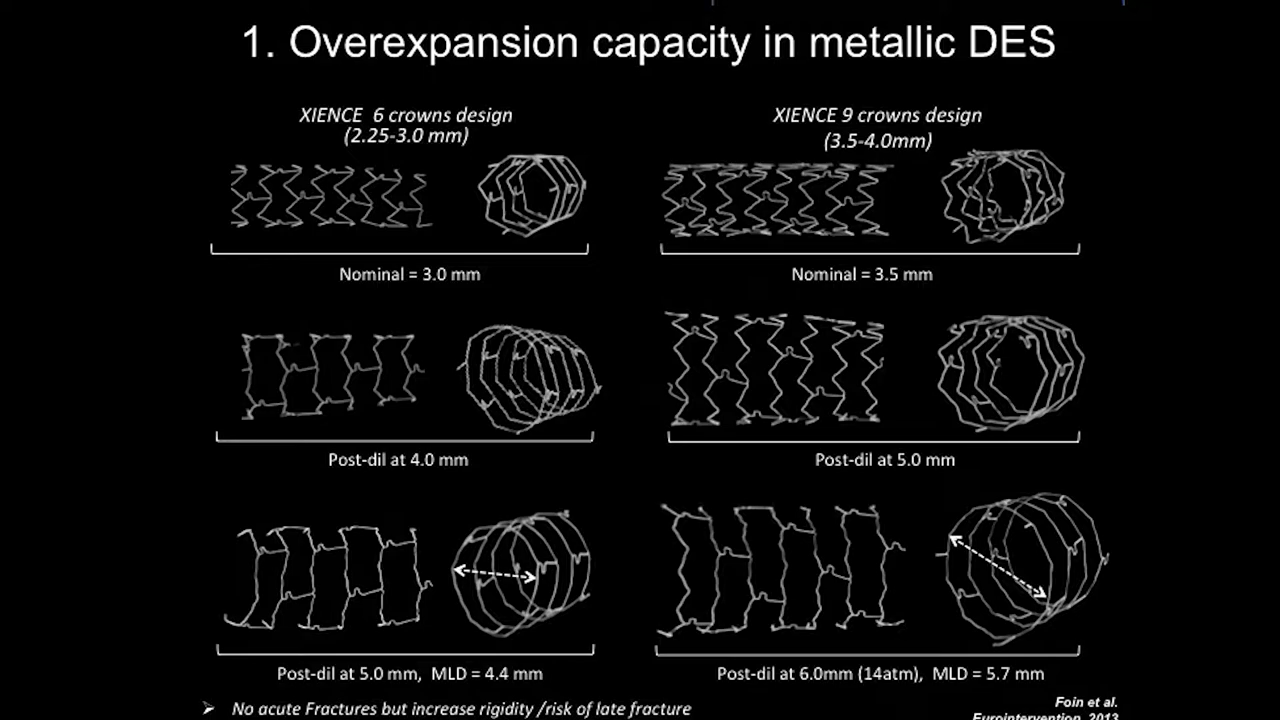 1. Overexpansion capacity in metallic DES
XIENCE 6 crowns design
(2.25-3.0 mm)
XIENCE 9 crowns design
(3.5-4.0mm)
Nominal = 3.0 mm
Nominal = 3.5 mm
Post-dil at 4.0 mm
Post-dil at 5.0 mm
Post-dil at 5.0 mm, MLD = 4.4 mm
Post-dil at 6.0mm (14atm), MLD = 5.7 mm
➢ No acute Fractures but increase rigidity /risk of late fracture
Foin et al.
Eurointervention, 2013